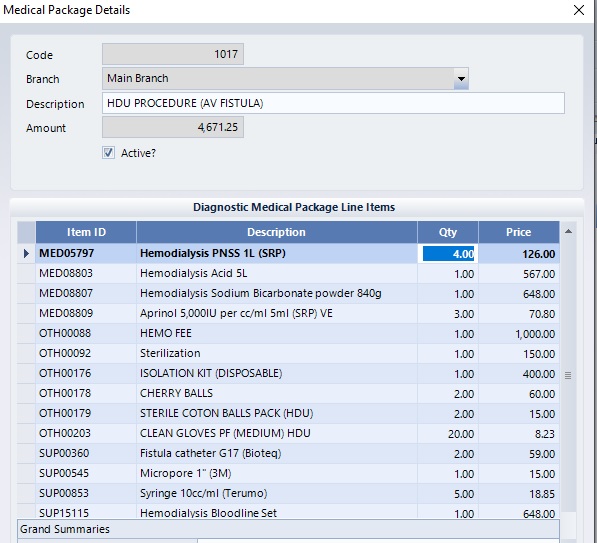 Medical Package Details
Code 1017
Branch Main Branch
Description HDU PROCEDURE (AV FISTULA)
Amount 4,671.25
Active?
Diagnostic Medical Package Line Items
Item ID Description Qty Price
MED05797 Hemodialysis PNSS 1L (SRP) 4.00 126.00
MED08803 Hemodialysis Acid 5L 1.00 567.00
MED08807 Hemodialysis Sodium Bicarbonate powder 840g 1.00 648.00
MED08809 Aprinol 5,000IU per cc/ml 5ml (SRP) VE 3.00 70.80
OTH00088 HEMO FEE 1.00 1,000.00
OTH00092 Sterilization 1.00 150.00
OTH00176 ISOLATION KIT (DISPOSABLE) 1.00 400.00
OTH00178 CHERRY BALLS 2.00 60.00
OTH00179 STERILE COTON BALLS PACK (HDU) 2.00 15.00
OTH00203 CLEAN GLOVES PF (MEDIUM) HDU 20.00 8.23
SUP00360 Fistula catheter G17 (Bioteq) 2.00 59.00
SUP00545 Micropore 1" (3M) 1.00 15.00
SUP00853 Syringe 10cc/ml (Terumo) 5.00 18.85
SUP15115 Hemodialysis Bloodline Set 1.00 648.00
Grand Summaries